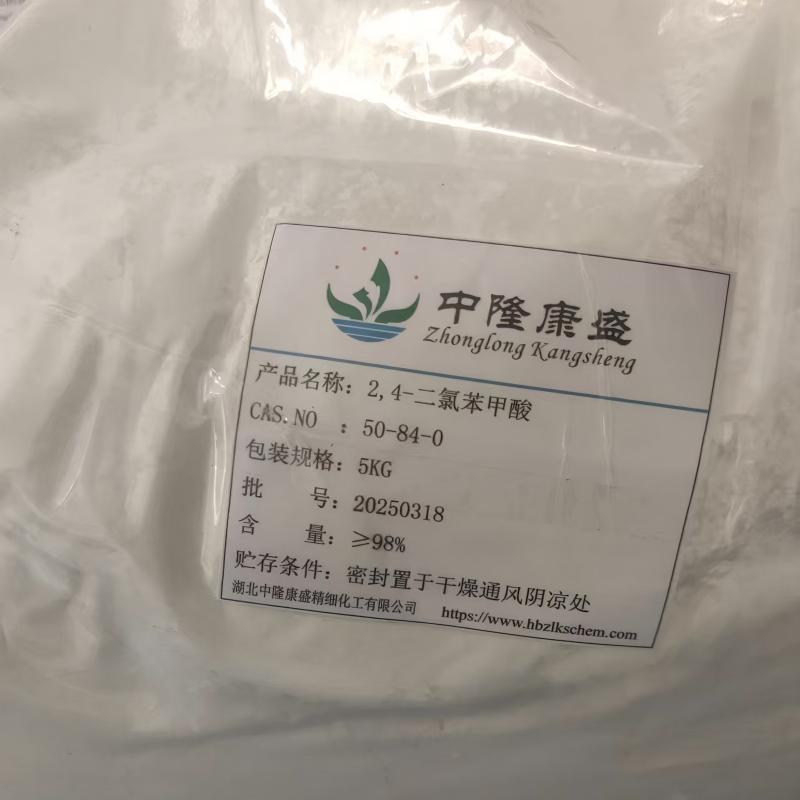 中隆康盛
Zhonglong Kangsheng
产品名称：2,4-二氯苯甲酸
CAS.NO ：50-84-0
包装规格：5KG
批 号：20250318
含 量：≥98%
贮存条件：密封置于干燥通风阴凉处
湖北中隆康盛精细化工有限公司 https://www.hbzlkschem.com